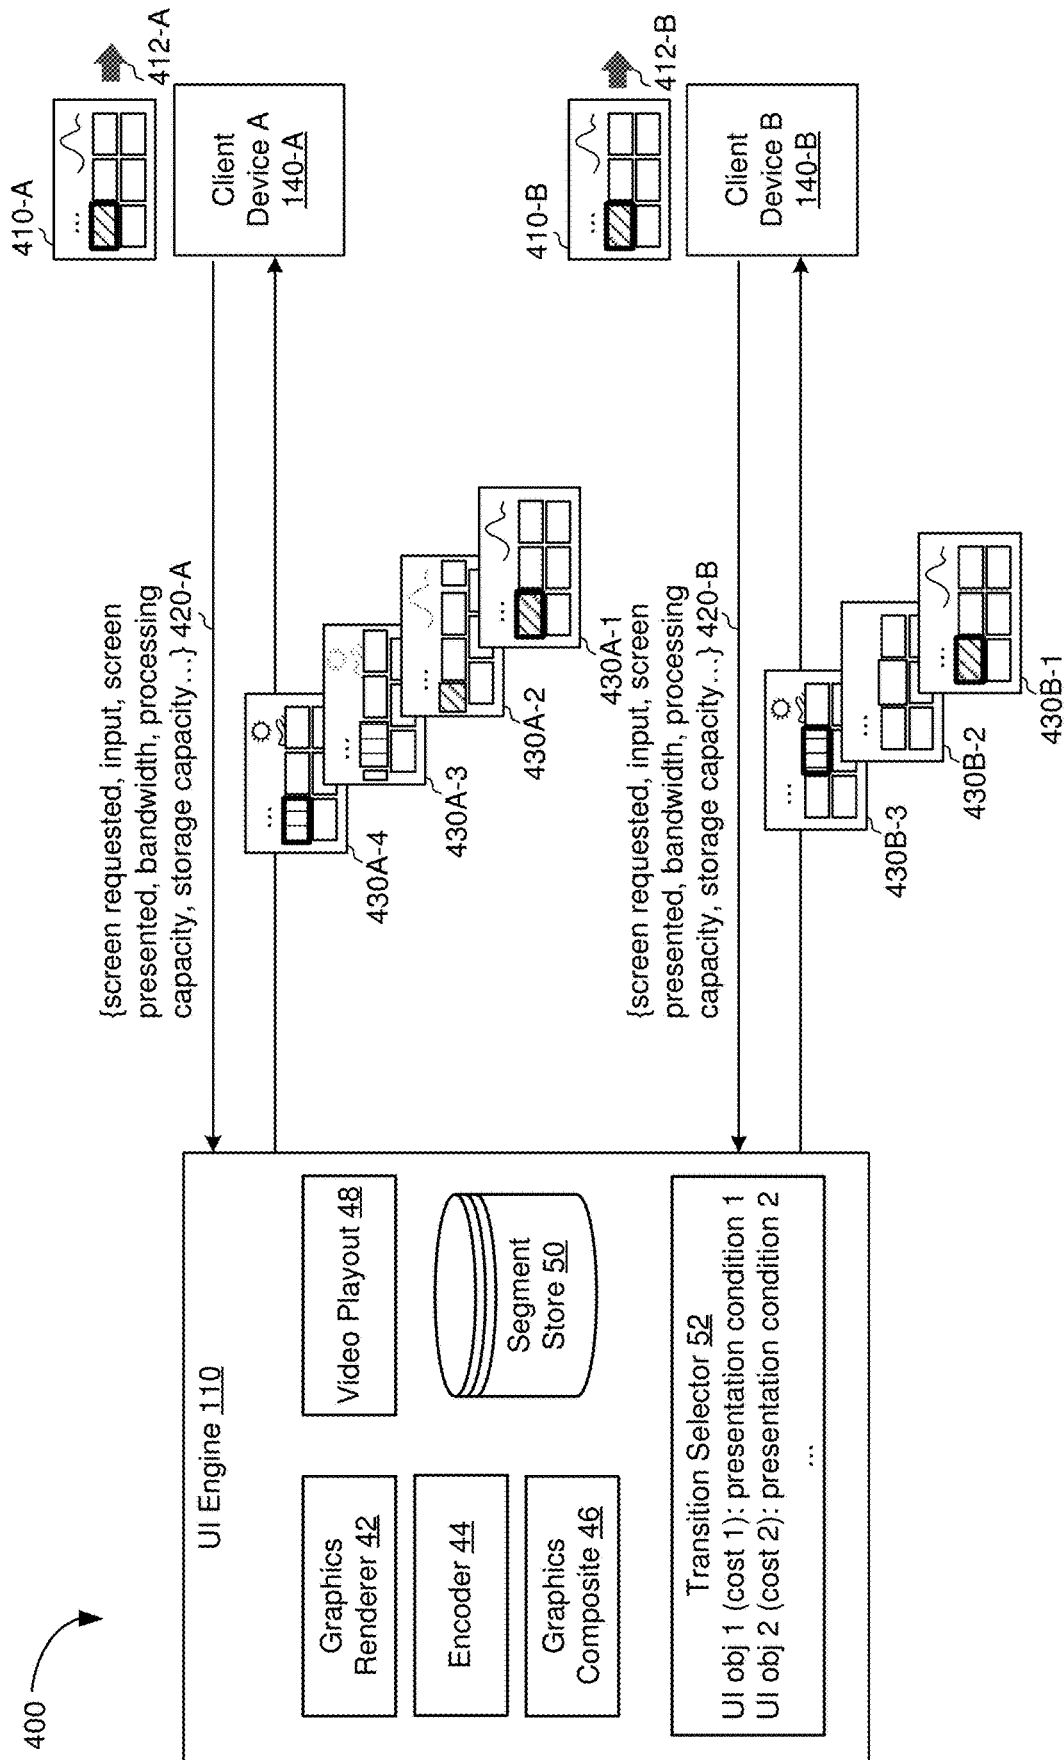 400
UI Engine 110
Graphics
Renderer 42
Encoder 44
Graphics
Composite 46
Video Playout 48
Segment
Store 50
Transition Selector 52
UI obj 1 (cost 1): presentation condition 1
UI obj 2 (cost 2): presentation condition 2
...
{screen requested, input, screen
presented, bandwidth, processing
capacity, storage capacity...} 420-A
430A-4
430A-3
430A-2
430A-1
410-A
412-A
Client
Device A
140-A
{screen requested, input, screen
presented, bandwidth, processing
capacity, storage capacity...} 420-B
430B-3
430B-2
430B-1
410-B
412-B
Client
Device B
140-B